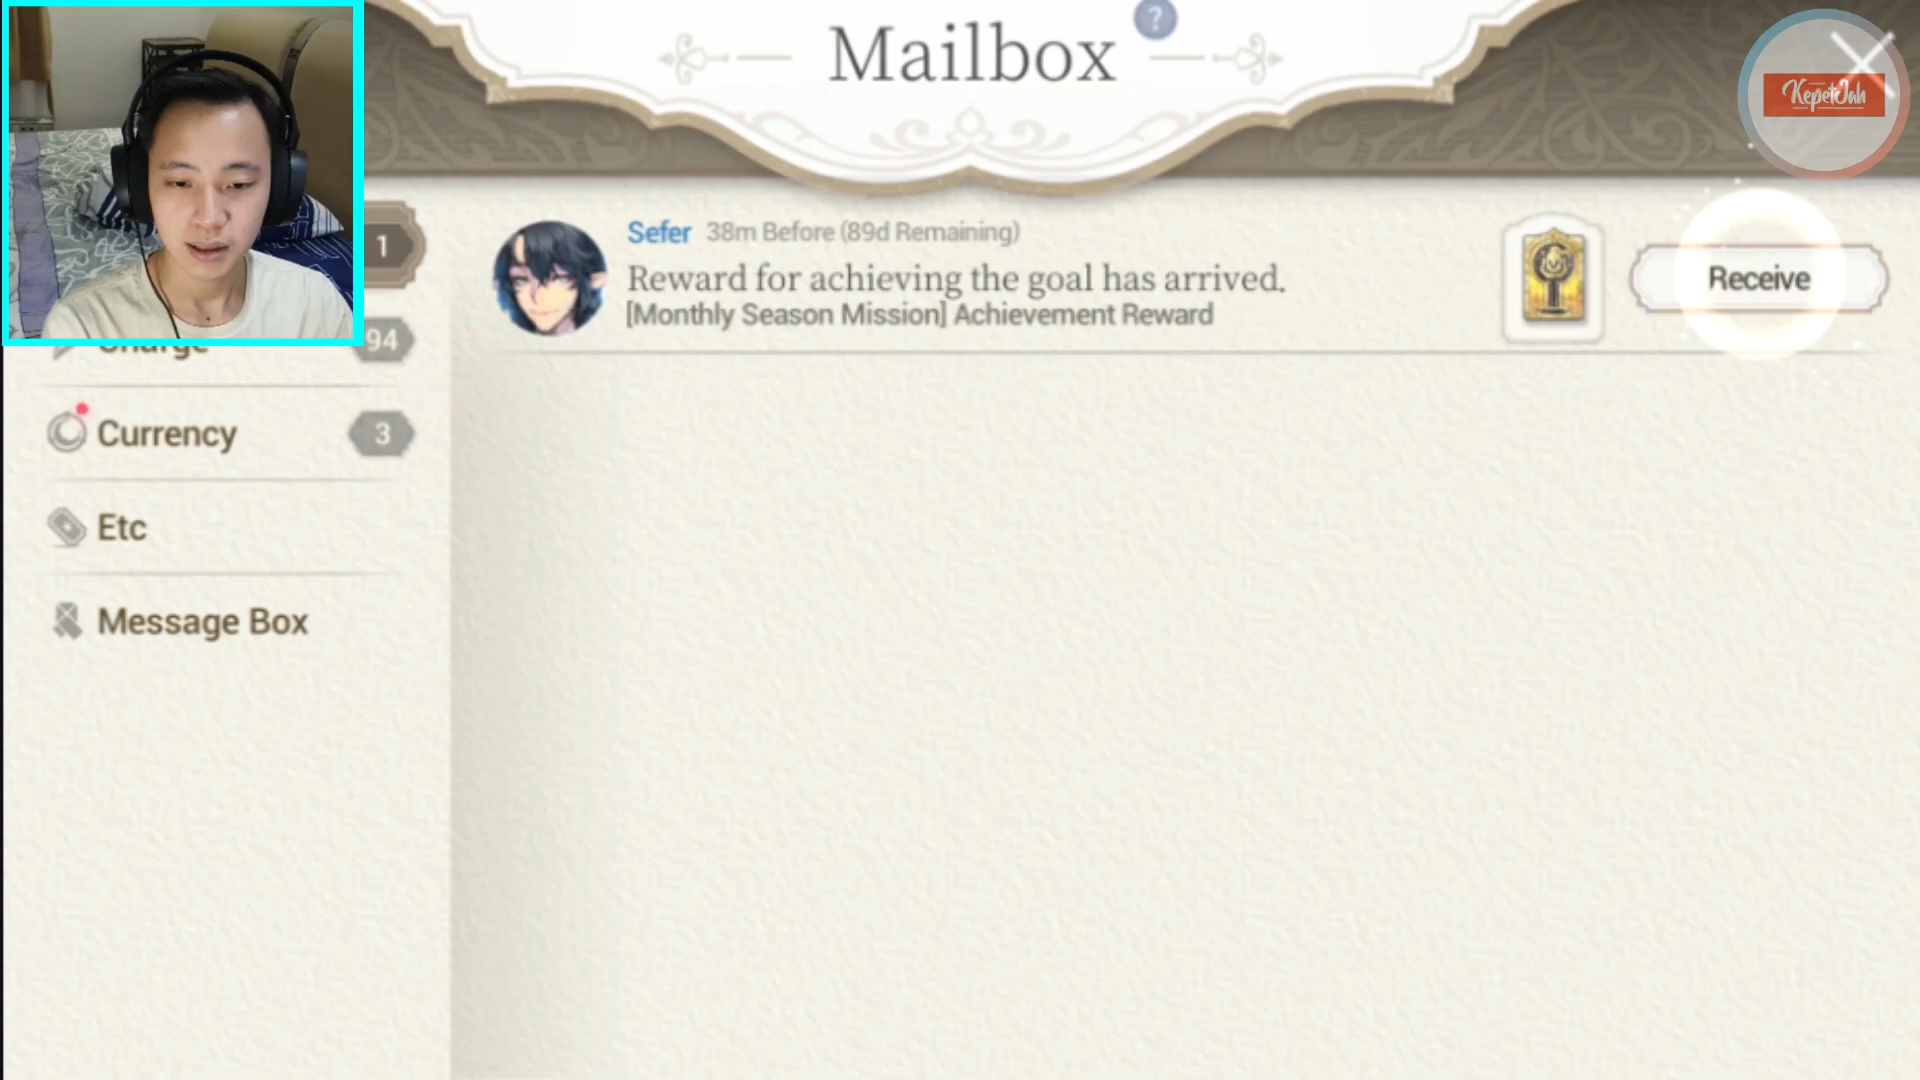 Mailbox
?
KepetJah
1
Sefer 38m Before (89d Remaining)
Reward for achieving the goal has arrived.
[Monthly Season Mission] Achievement Reward
Receive
Charge 94
Currency 3
Etc
Message Box